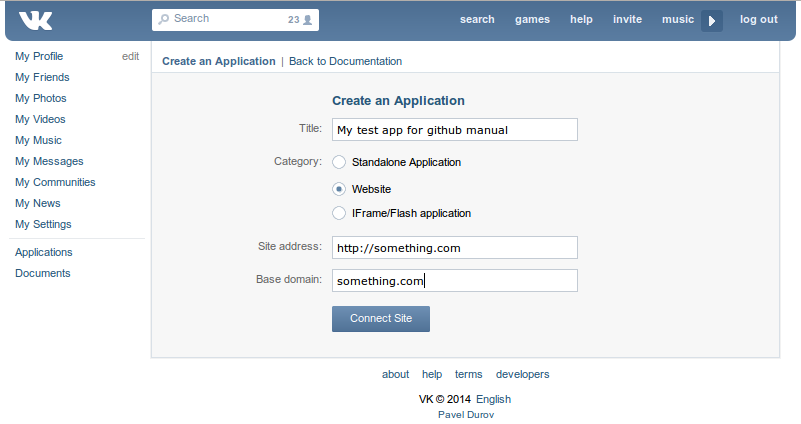 VK
Search 23
search games help invite music log out
My Profile edit
My Friends
My Photos
My Videos
My Music
My Messages
My Communities
My News
My Settings
Applications
Documents
Create an Application | Back to Documentation
Create an Application
Title: My test app for github manual
Category: Standalone Application
Website
IFrame/Flash application
Site address: http://something.com
Base domain: something.com
Connect Site
about help terms developers
VK © 2014 English
Pavel Durov